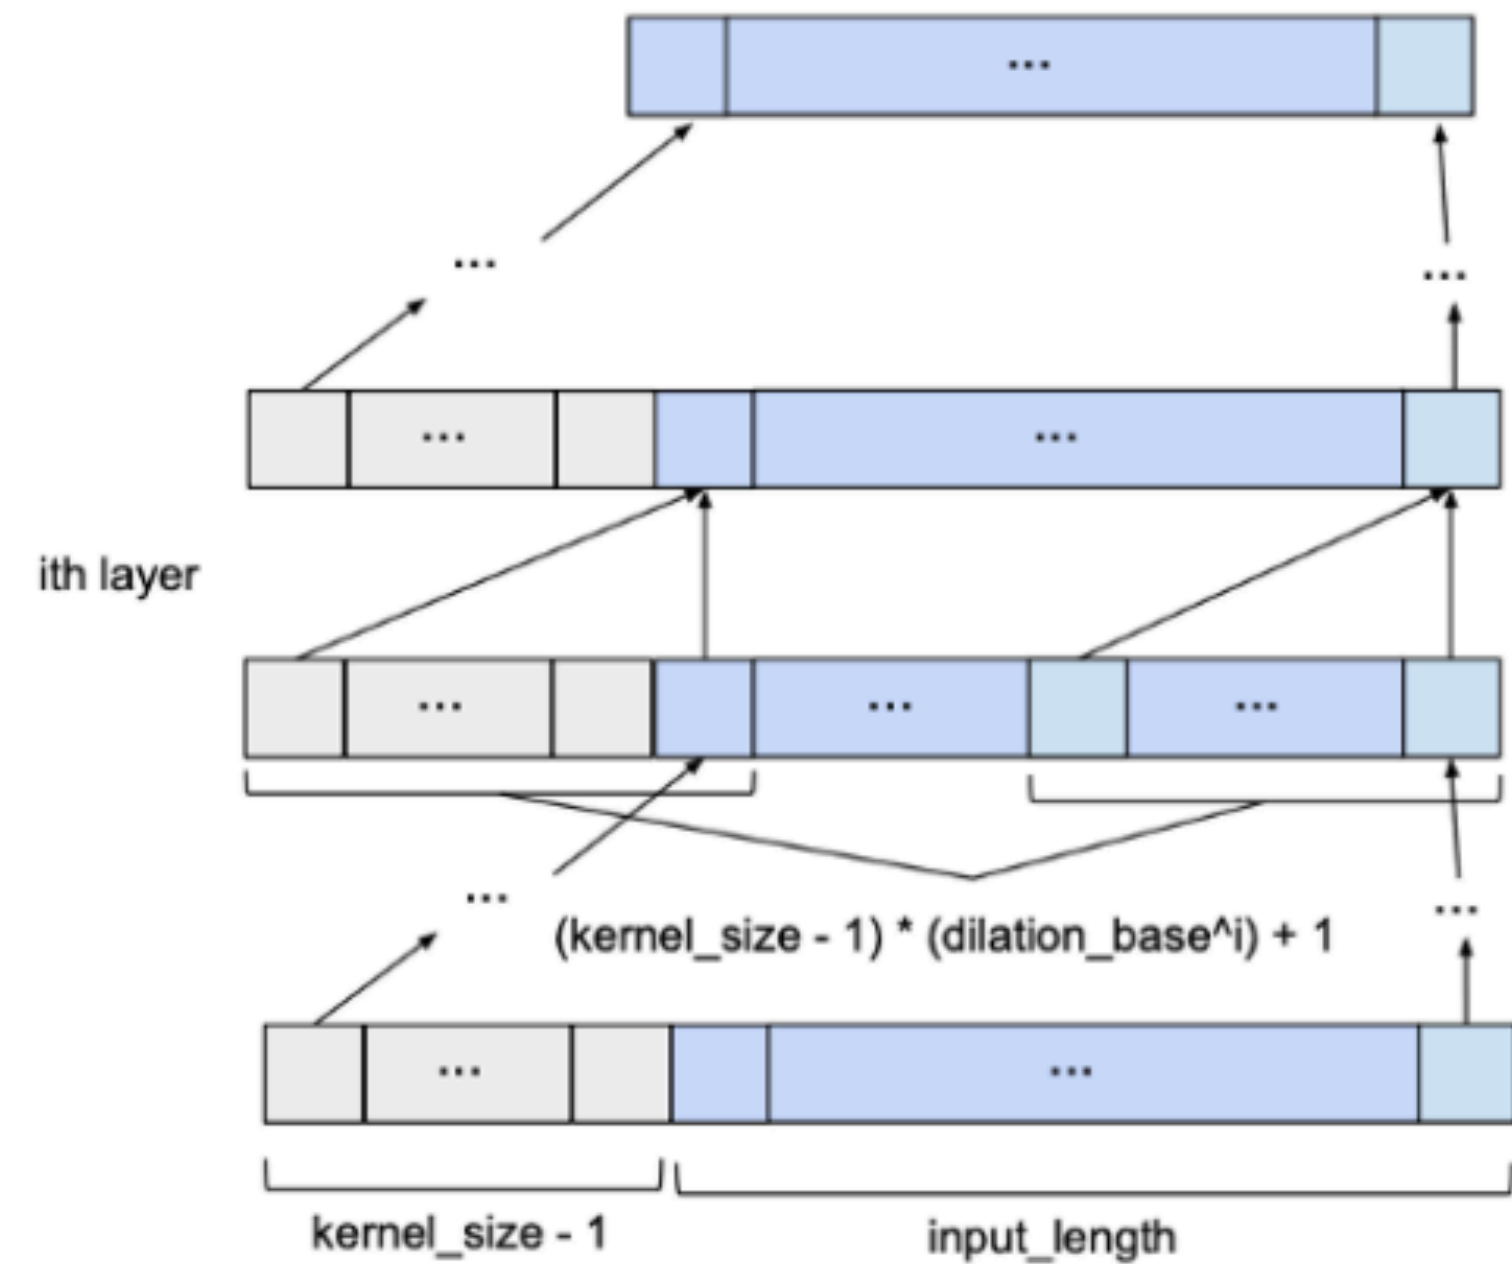 ...
... ...
... ...
ith layer
... ... ...
... ...
(kernel_size - 1) * (dilation_base^i) + 1
... ...
kernel_size - 1
input_length